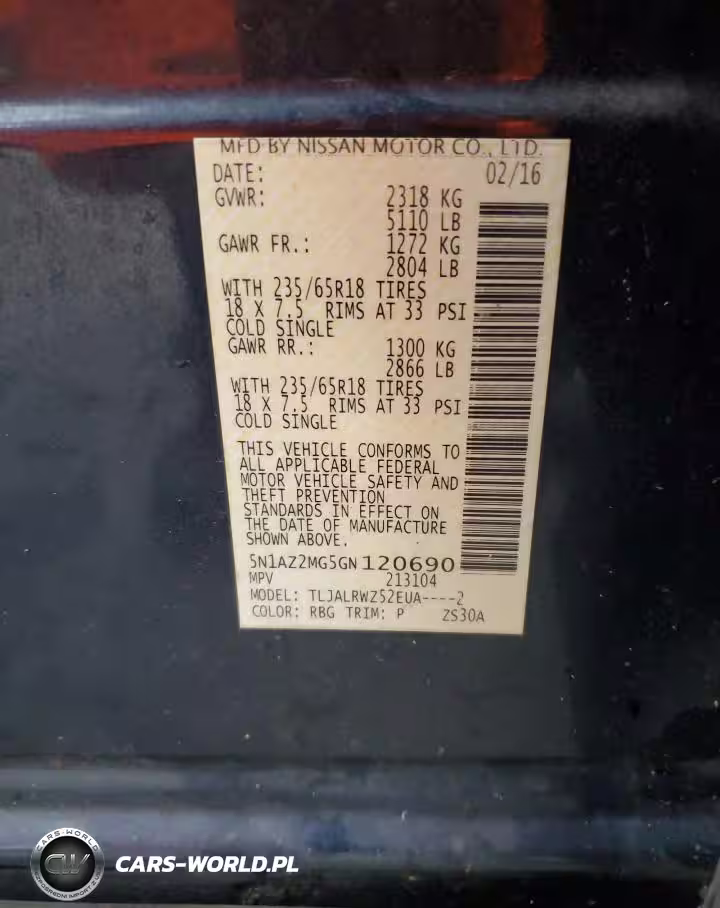 MFD BY NISSAN MOTOR CO., LTD.
DATE: 02/16
GVWR: 2318 KG
5110 LB
GAWR FR.: 1272 KG
2804 LB
WITH 235/65R18 TIRES
18 X 7.5 RIMS AT 33 PSI
COLD SINGLE
GAWR RR.: 1300 KG
2866 LB
WITH 235/65R18 TIRES
18 X 7.5 RIMS AT 33 PSI
COLD SINGLE
THIS VEHICLE CONFORMS TO
ALL APPLICABLE FEDERAL
MOTOR VEHICLE SAFETY AND
THEFT PREVENTION
STANDARDS IN EFFECT ON
THE DATE OF MANUFACTURE
SHOWN ABOVE.
5N1AZ2MG5GN120690
MPV 213104
MODEL: TLJALRWZ52EUA----2
COLOR: RBG TRIM: P ZS30A
CARS-WORLD
CW
CARS-WORLD.PL